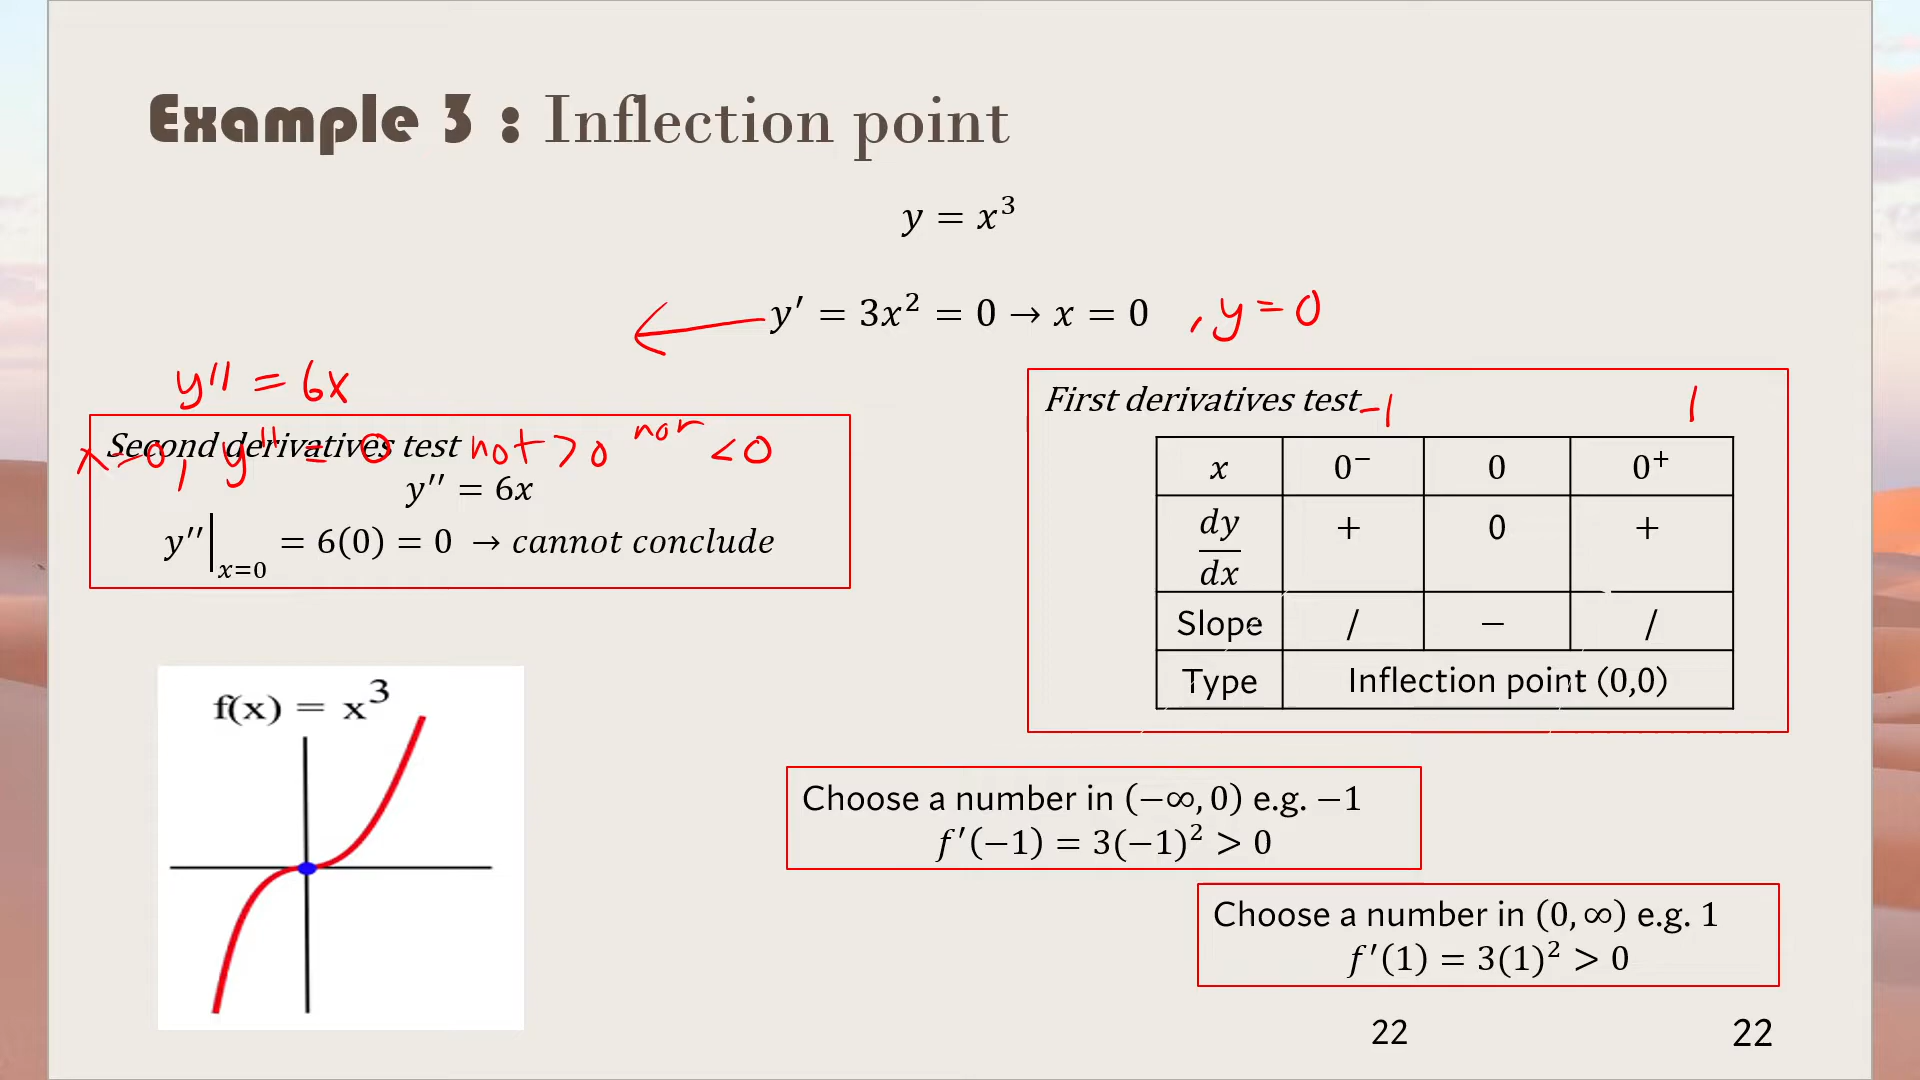 Example 3 : Inflection point
y = x³
y′ = 3x² = 0 → x = 0 , y = 0
y'' = 6x
Second derivatives test
x = 0, y'' = 0 not > 0 nor < 0
y′′ = 6x
y′′|ₓ₌₀ = 6(0) = 0 → cannot conclude
First derivatives test
-1 1
x 0⁻ 0 0⁺
dy/dx + 0 +
Slope / − /
Type Inflection point (0,0)
f(x) = x³
Choose a number in (−∞, 0) e.g. −1
f′(−1) = 3(−1)² > 0
Choose a number in (0, ∞) e.g. 1
f′(1) = 3(1)² > 0
22 22